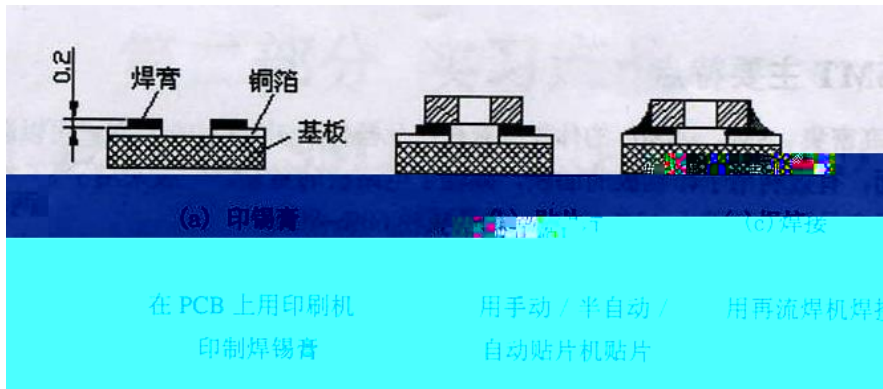 0.2
焊膏
铜箔
基板
(a) 印锡膏
(c)焊接
在 PCB 上用印刷机
印制焊锡膏
用手动 / 半自动 /
自动贴片机贴片
用再流焊机焊接